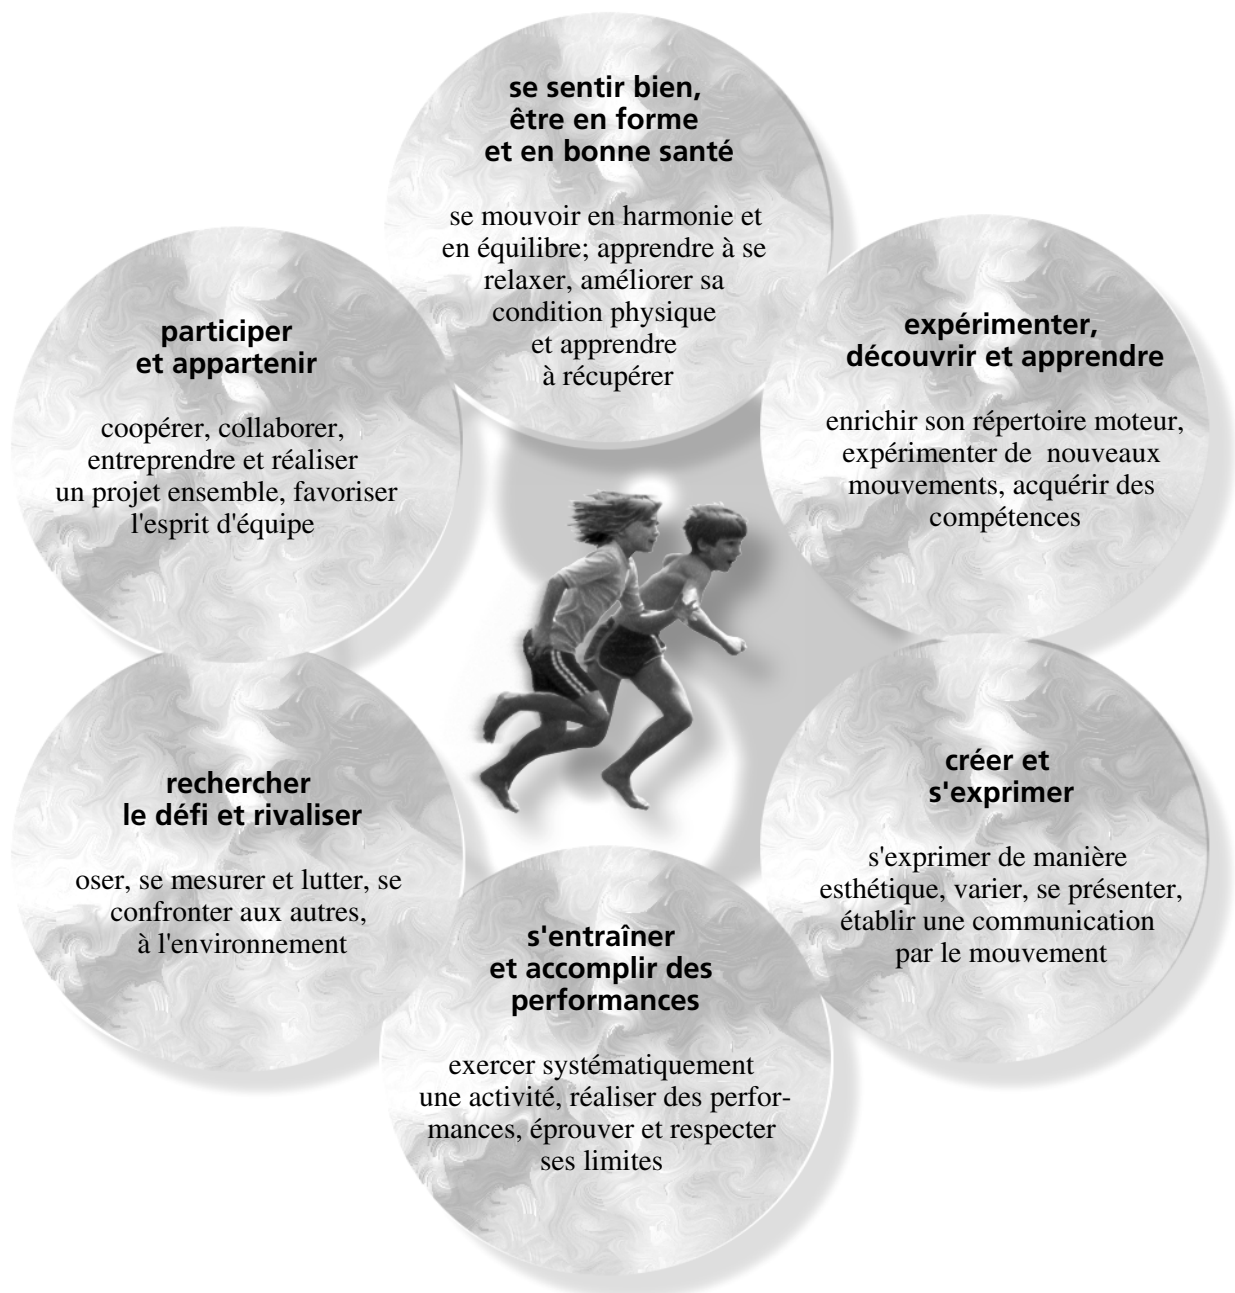 se sentir bien,
être en forme
et en bonne santé
se mouvoir en harmonie et
en équilibre; apprendre à se
relaxer, améliorer sa
condition physique
et apprendre
à récupérer
expérimenter,
découvrir et apprendre
enrichir son répertoire moteur,
expérimenter de nouveaux
mouvements, acquérir des
compétences
créer et
s'exprimer
s'exprimer de manière
esthétique, varier, se présenter,
établir une communication
par le mouvement
s'entraîner
et accomplir des
performances
exercer systématiquement
une activité, réaliser des perfor-
mances, éprouver et respecter
ses limites
rechercher
le défi et rivaliser
oser, se mesurer et lutter, se
confronter aux autres,
à l'environnement
participer
et appartenir
coopérer, collaborer,
entreprendre et réaliser
un projet ensemble, favoriser
l'esprit d'équipe